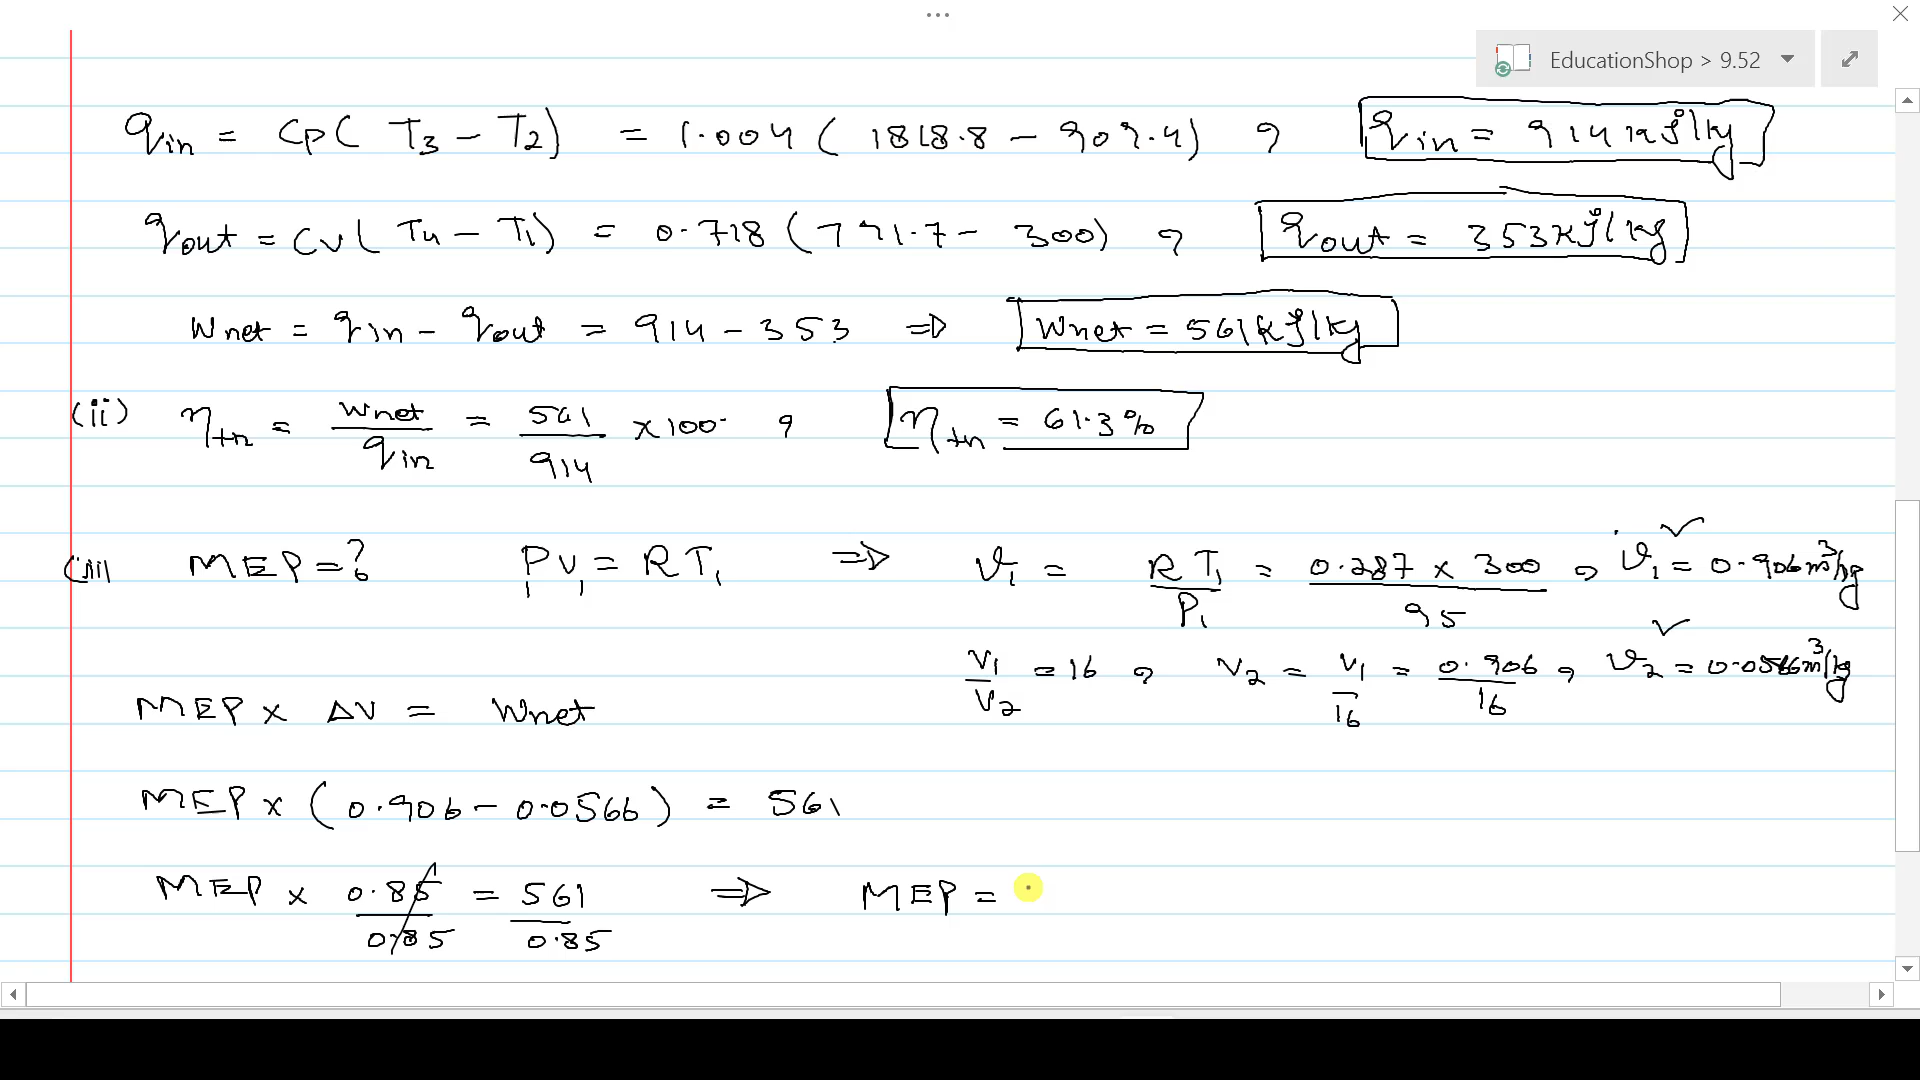 EducationShop > 9.52
qin = Cp( T3 - T2) = 1.004 ( 1818.8 - 909.4) , qin = 914 kJ/kg
qout = Cv( T4 - T1) = 0.718 ( 791.7 - 300) , qout = 353 kJ/kg
Wnet = qin - qout = 914 - 353 ⇒ Wnet = 561 kJ/kg
(ii) ηth = Wnet/qin = 561/914 x 100 , ηth = 61.3%
(iii) MEP = ? P1v1 = RT1 ⇒ v1 = RT1/P1 = 0.287 x 300/95 , v1 = 0.906 m³/kg ✓
v1/v2 = 16 , v2 = v1/16 = 0.906/16 , v2 = 0.0566 m³/kg ✓
MEP x ΔV = Wnet
MEP x (0.906 - 0.0566) = 561
MEP x 0.85/0.85 = 561/0.85 ⇒ MEP =